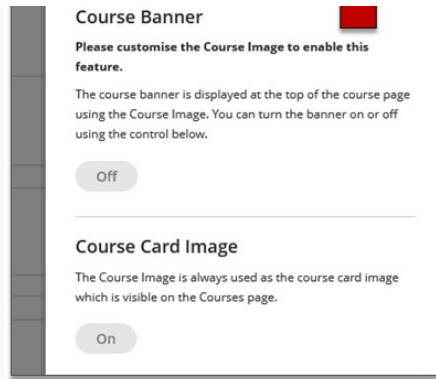 Course Banner
Please customise the Course Image to enable this
feature.
The course banner is displayed at the top of the course page
using the Course Image. You can turn the banner on or off
using the control below.
Off
Course Card Image
The Course Image is always used as the course card image
which is visible on the Courses page.
On